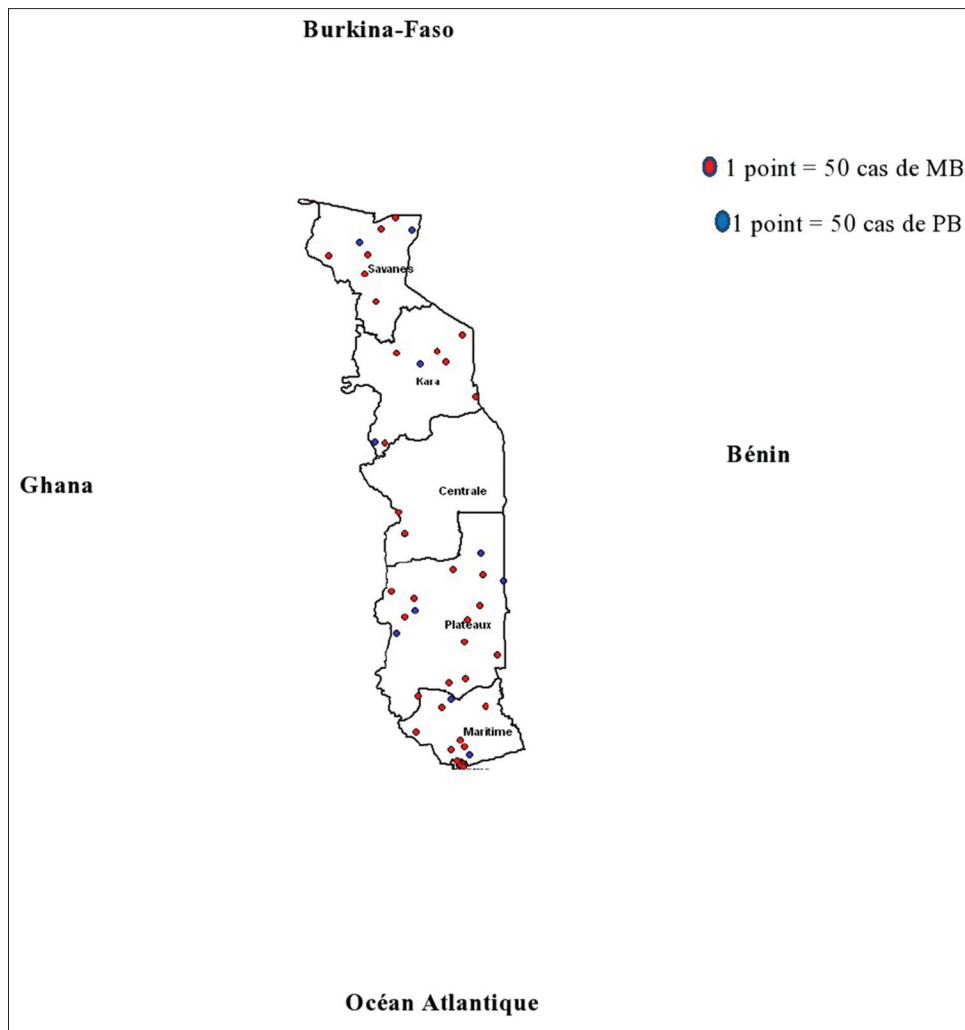 Burkina-Faso
1 point = 50 cas de MB
1 point = 50 cas de PB
Savanes
Kara
Bénin
Ghana
Centrale
Plateaux
Maritime
Océan Atlantique